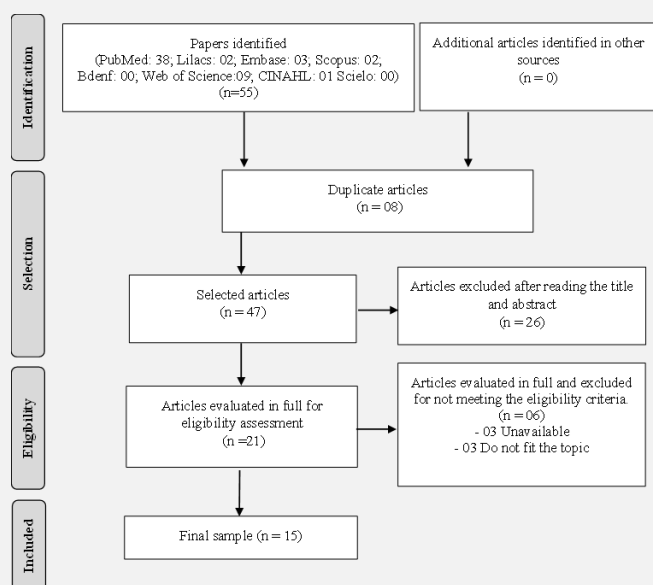 Identification
Papers identified
(PubMed: 38; Lilacs: 02; Embase: 03; Scopus: 02;
Bdenf: 00; Web of Science:09; CINAHL: 01 Scielo: 00)
(n=55)
Additional articles identified in other
sources
(n = 0)
Selection
Duplicate articles
(n = 08)
Selected articles
(n = 47)
Articles excluded after reading the title
and abstract
(n = 26)
Eligibility
Articles evaluated in full for
eligibility assessment
(n =21)
Articles evaluated in full and excluded
for not meeting the eligibility criteria.
(n = 06)
- 03 Unavailable
- 03 Do not fit the topic
Included
Final sample (n = 15)